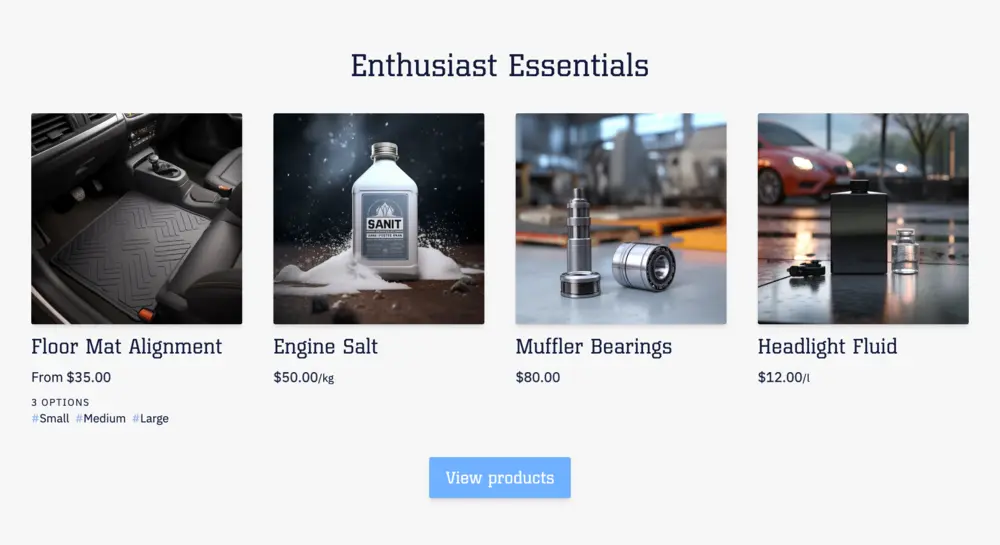 Enthusiast Essentials
SANIT
Floor Mat Alignment
From $35.00
3 OPTIONS
#Small #Medium #Large
Engine Salt
$50.00/kg
Muffler Bearings
$80.00
Headlight Fluid
$12.00/l
View products